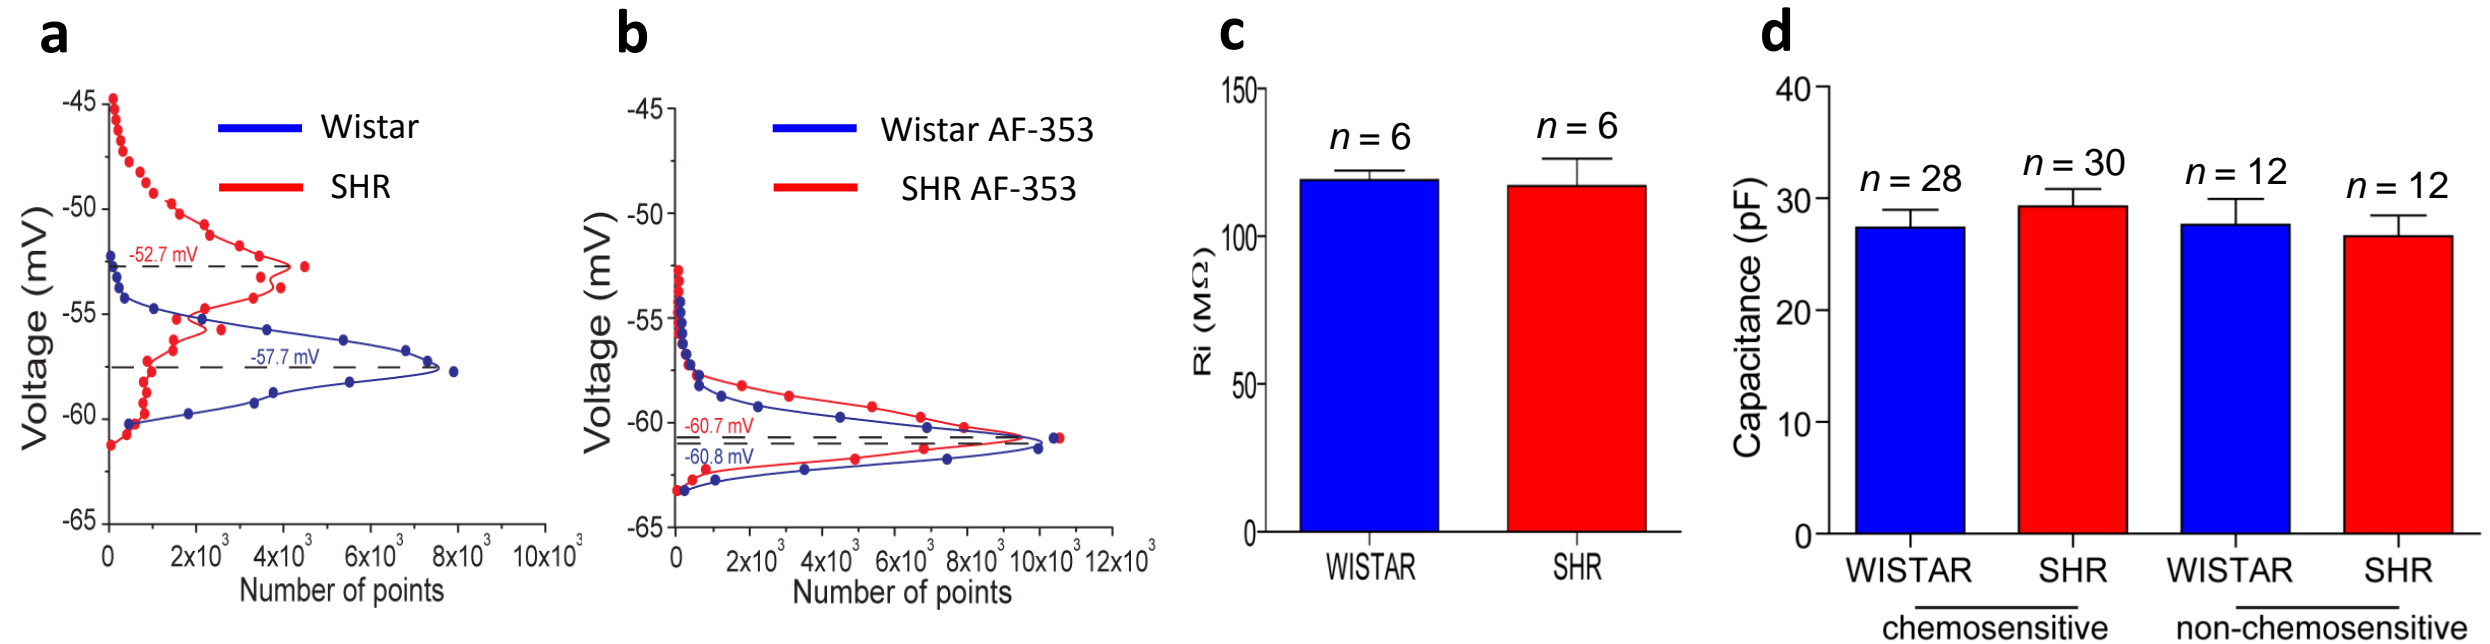 a
-45
-50
-55
-60
-65
Voltage (mV)
Wistar
SHR
-52.7 mV
-57.7 mV
0 2x10³ 4x10³ 6x10³ 8x10³ 10x10³
Number of points
b
-45
-50
-55
-60
-65
Voltage (mV)
Wistar AF-353
SHR AF-353
-60.7 mV
-60.8 mV
0 2x10³ 4x10³ 6x10³ 8x10³ 10x10³ 12x10³
Number of points
c
150
100
50
0
Ri (MΩ)
n = 6 n = 6
WISTAR SHR
d
40
30
20
10
0
Capacitance (pF)
n = 28 n = 30 n = 12 n = 12
WISTAR SHR WISTAR SHR
chemosensitive non-chemosensitive